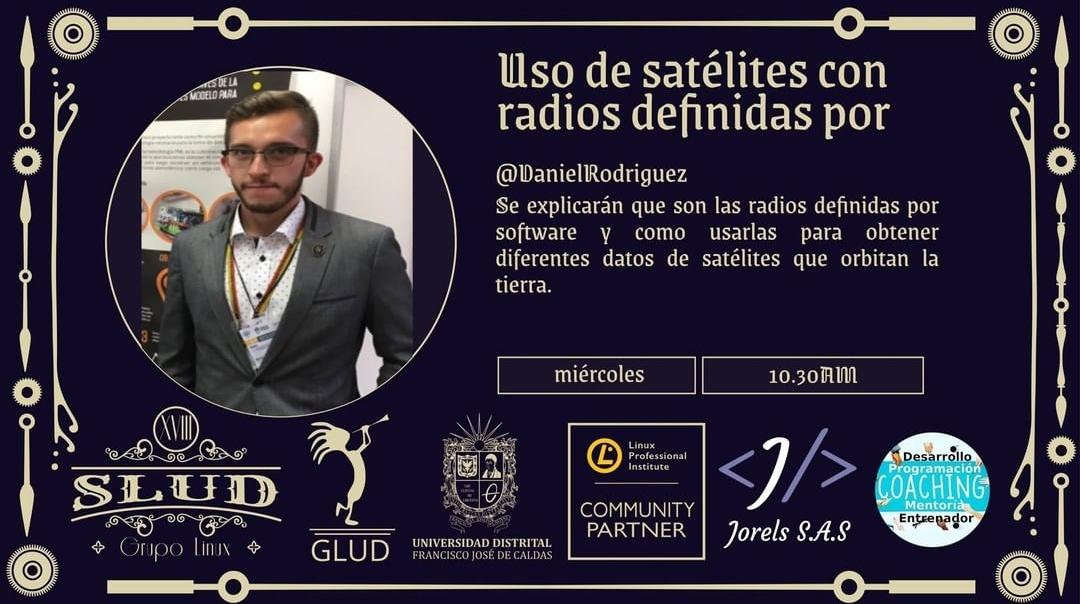 Uso de satélites con
radios definidas por
@DanielRodriguez
Se explicarán que son las radios definidas por
software y como usarlas para obtener
diferentes datos de satélites que orbitan la
tierra.
miércoles
10.30AM
XVIII
SLUD
Grupo Linux
GLUD
UNIVERSIDAD DISTRITAL
FRANCISCO JOSÉ DE CALDAS
Linux
Professional
Institute
COMMUNITY
PARTNER
<J/>
Jorels S.A.S
Desarrollo
Programación
COACHING
Mentoría
Entrenador